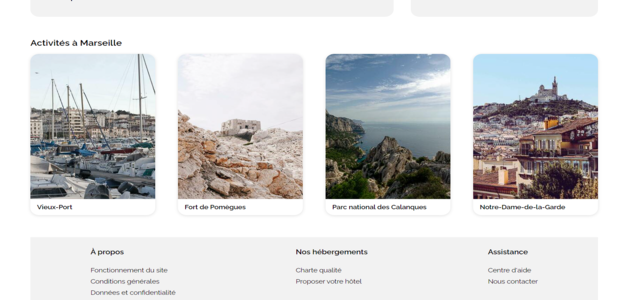 Activités à Marseille
Vieux-Port
Fort de Pomègues
Parc national des Calanques
Notre-Dame-de-la-Garde
À propos
Nos hébergements
Assistance
Fonctionnement du site
Charte qualité
Centre d'aide
Conditions générales
Proposer votre hôtel
Nous contacter
Données et confidentialité